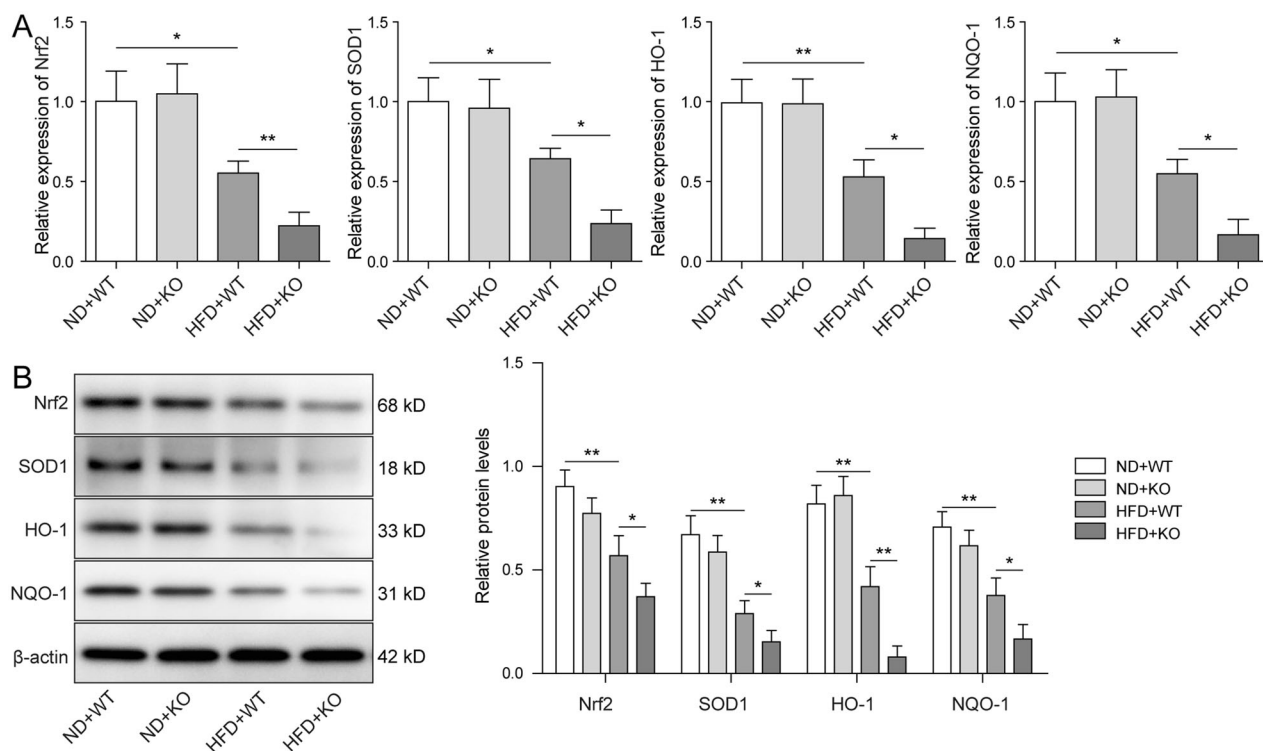 A
Relative expression of Nrf2
1.5
1.0
0.5
0.0
*
**
ND+WT
ND+KO
HFD+WT
HFD+KO
Relative expression of SOD1
1.5
1.0
0.5
0.0
*
*
ND+WT
ND+KO
HFD+WT
HFD+KO
Relative expression of HO-1
1.5
1.0
0.5
0.0
**
*
ND+WT
ND+KO
HFD+WT
HFD+KO
Relative expression of NQO-1
1.5
1.0
0.5
0.0
*
*
ND+WT
ND+KO
HFD+WT
HFD+KO
B
Nrf2 68 kD
SOD1 18 kD
HO-1 33 kD
NQO-1 31 kD
β-actin 42 kD
ND+WT
ND+KO
HFD+WT
HFD+KO
Relative protein levels
1.5
1.0
0.5
0.0
** *
** *
** **
** *
Nrf2 SOD1 HO-1 NQO-1
ND+WT
ND+KO
HFD+WT
HFD+KO